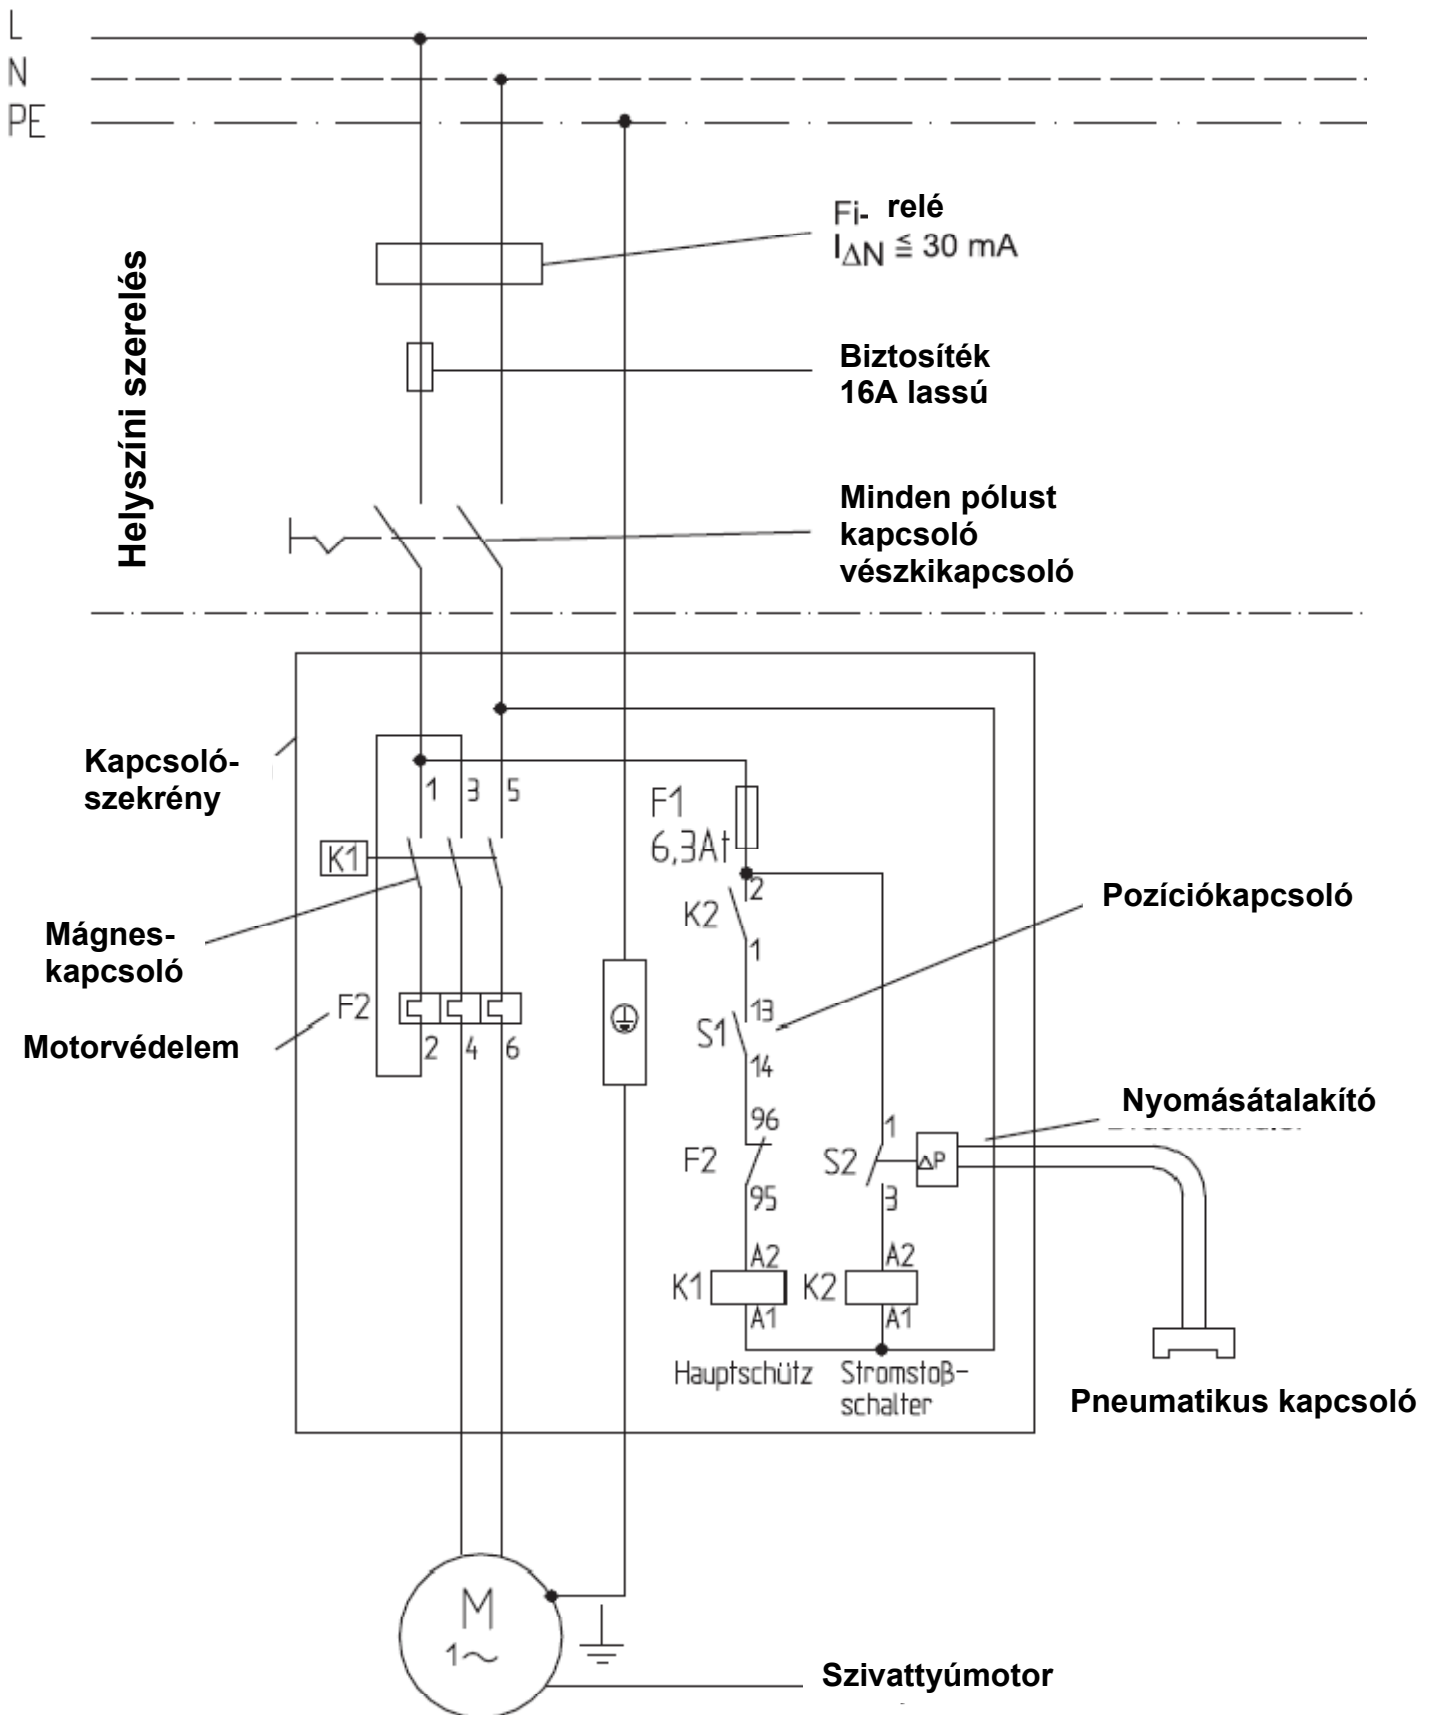 L
N
PE
Fi- relé
I∆N ≦ 30 mA
Helyszíni szerelés
Biztosíték
16A lassú
Minden pólust
kapcsoló
vészkikapcsoló
Kapcsoló-
szekrény
1 3 5
F1
6,3At
K1
2
K2
1
Pozíciókapcsoló
Mágnes-
kapcsoló
F2
13
S1
14
Motorvédelem
2 4 6
Nyomásátalakító
96
F2
95
1
S2
3
∆P
A2
K1
A1
A2
K2
A1
Hauptschütz
Stromstoß-
schalter
Pneumatikus kapcsoló
M
1~
Szivattyúmotor